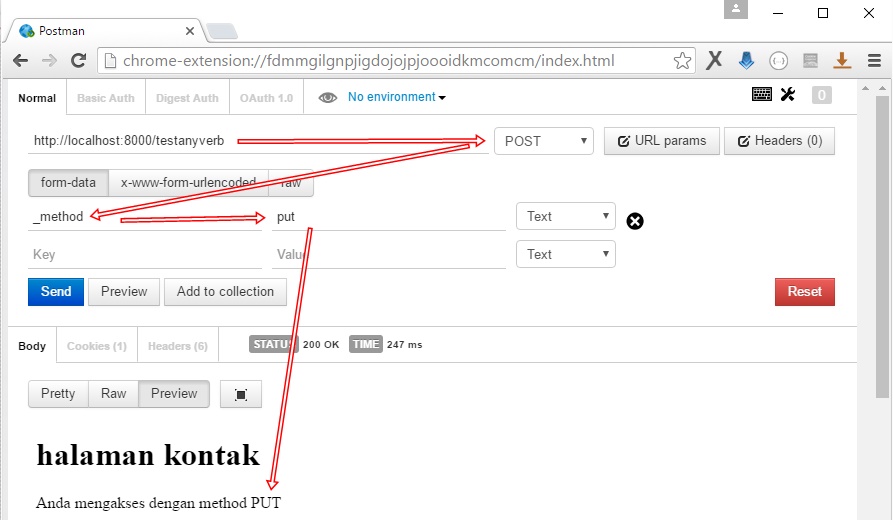 Postman
chrome-extension://fdmmgilgnpjigdojojpjoooidkmcomcm/index.html
Normal Basic Auth Digest Auth OAuth 1.0 No environment 0
http://localhost:8000/testanyverb POST URL params Headers (0)
form-data x-www-form-urlencoded raw
_method put Text
Key Value Text
Send Preview Add to collection Reset
Body Cookies (1) Headers (6) STATUS 200 OK TIME 247 ms
Pretty Raw Preview
halaman kontak
Anda mengakses dengan method PUT